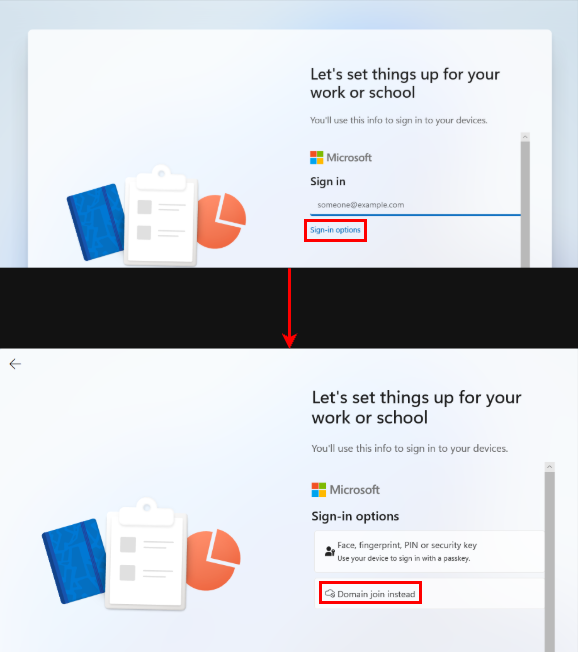 Let's set things up for your
work or school
You'll use this info to sign in to your devices.
Microsoft
Sign in
someone@example.com
Sign-in options
Let's set things up for your
work or school
You'll use this info to sign in to your devices.
Microsoft
Sign-in options
Face, fingerprint, PIN or security key
Use your device to sign in with a passkey.
Domain join instead